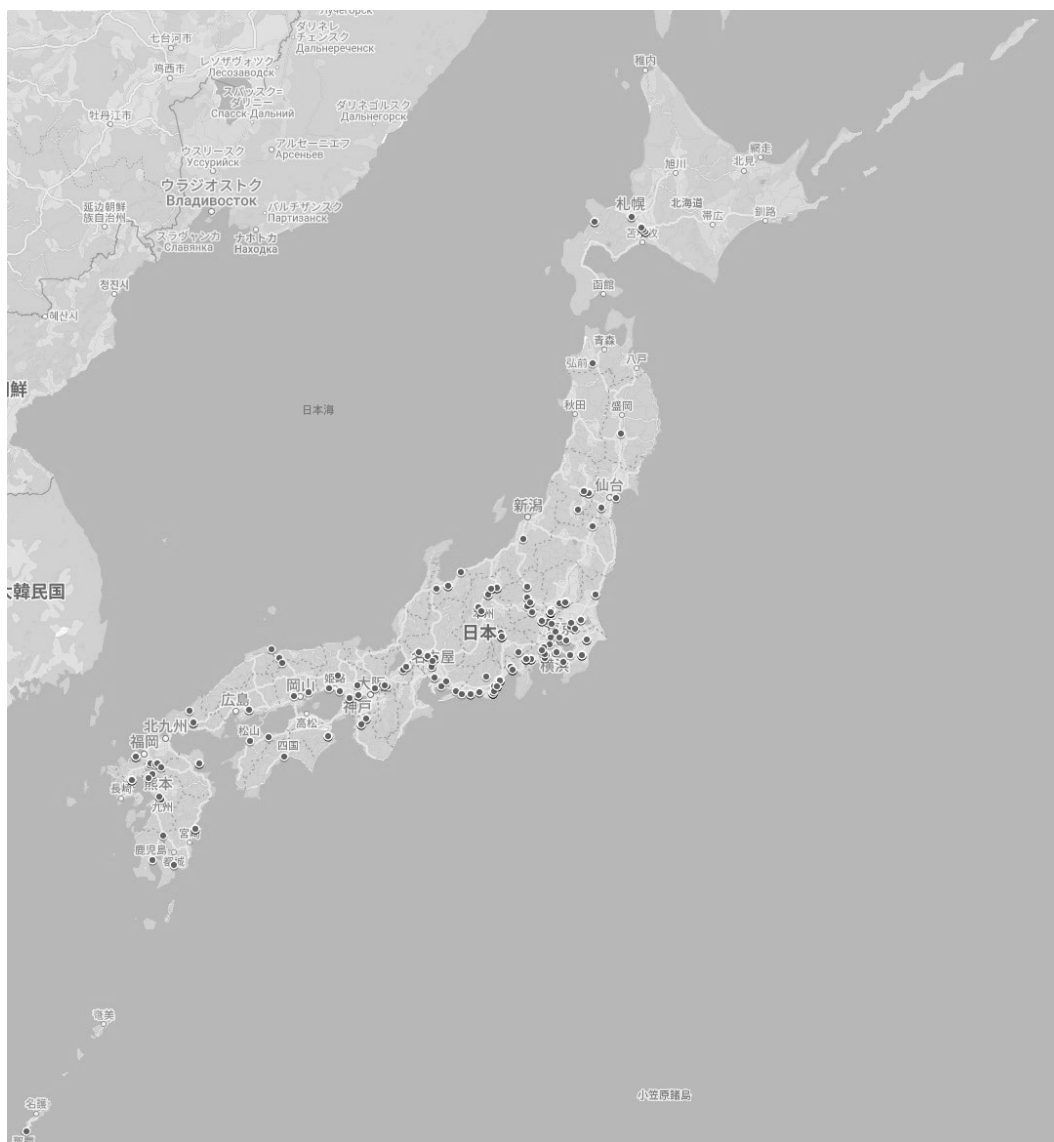 七台河市
ダリネレ
チェンスク
Дальнереченск
レソザヴォツク
Лесозаводск
鸡西市
スパッスク=
ダリニー
Спасск-Дальний
ダリネゴルスク
Дальнегорск
牡丹江市
アルセーニエフ
Арсеньев
ウスリースク
Уссурийск
ウラジオストク
Владивосток
延边朝鲜
族自治州
パルチザンスク
Партизанск
スラヴャンカ
Славянка
ナホトカ
Находка
청진시
혜산시
鮮
日本海
韓民国
稚内
網走
北見
旭川
札幌
北海道
帯広
釧路
函館
青森
弘前
八戸
秋田
盛岡
仙台
新潟
日本
名古屋
横浜
姫路
大阪
岡山
神戸
広島
高松
北九州
松山
四国
福岡
熊本
長崎
九州
宮崎
鹿児島
都城
奄美
名護
小笠原諸島